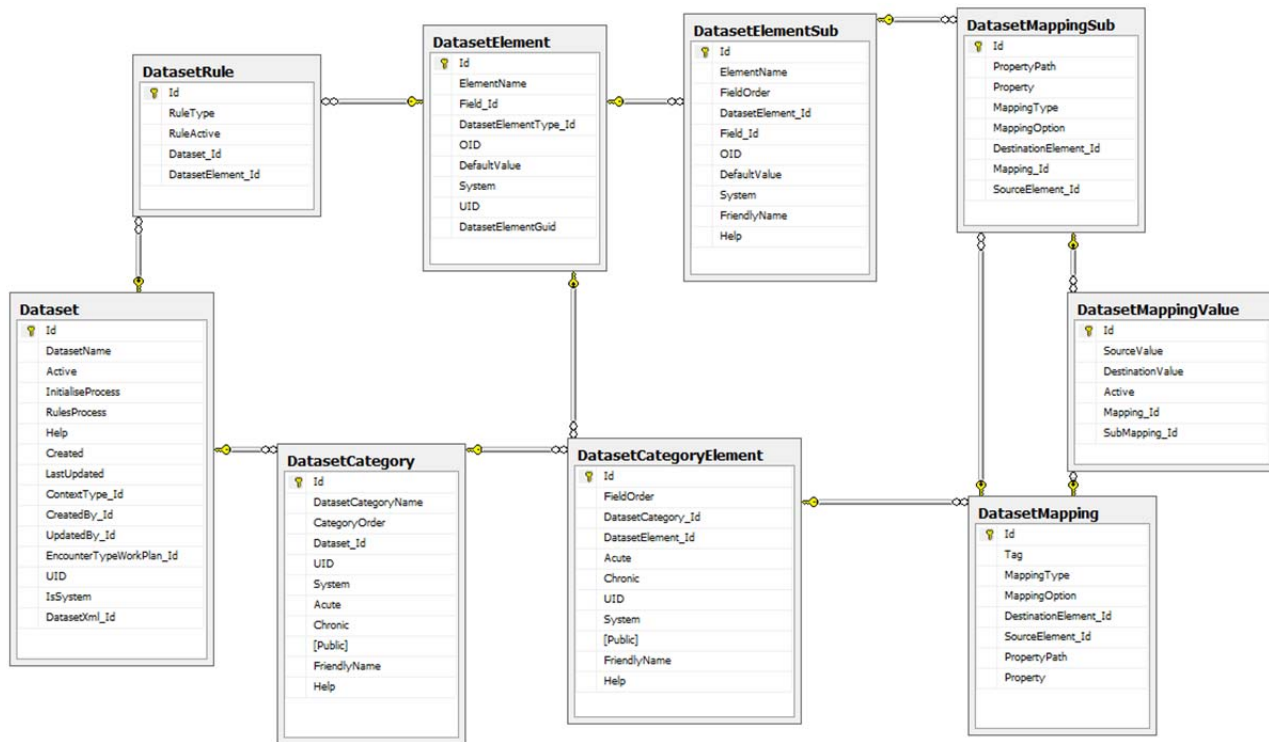 DatasetRule
Id
RuleType
RuleActive
Dataset_Id
DatasetElement_Id
DatasetElement
Id
ElementName
Field_Id
DatasetElementType_Id
OID
DefaultValue
System
UID
DatasetElementGuid
DatasetElementSub
Id
ElementName
FieldOrder
DatasetElement_Id
Field_Id
OID
DefaultValue
System
FriendlyName
Help
DatasetMappingSub
Id
PropertyPath
Property
MappingType
MappingOption
DestinationElement_Id
Mapping_Id
SourceElement_Id
Dataset
Id
DatasetName
Active
InitialiseProcess
RulesProcess
Help
Created
LastUpdated
ContextType_Id
CreatedBy_Id
UpdatedBy_Id
EncounterTypeWorkPlan_Id
UID
IsSystem
DatasetXml_Id
DatasetCategory
Id
DatasetCategoryName
CategoryOrder
Dataset_Id
UID
System
Acute
Chronic
[Public]
FriendlyName
Help
DatasetCategoryElement
Id
FieldOrder
DatasetCategory_Id
DatasetElement_Id
Acute
Chronic
UID
System
[Public]
FriendlyName
Help
DatasetMappingValue
Id
SourceValue
DestinationValue
Active
Mapping_Id
SubMapping_Id
DatasetMapping
Id
Tag
MappingType
MappingOption
DestinationElement_Id
SourceElement_Id
PropertyPath
Property